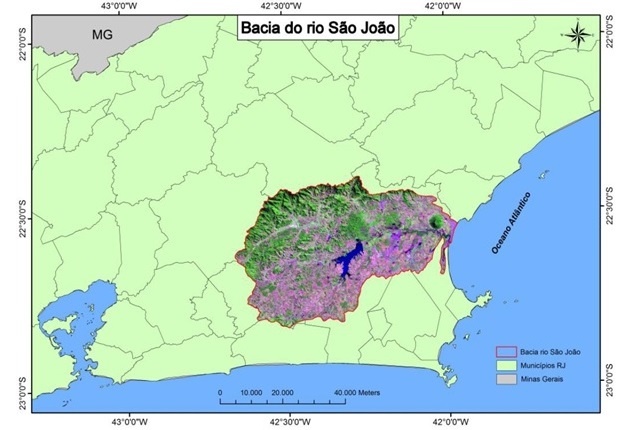 43°0'0"W
42°30'0"W
42°0'0"W
Bacia do rio São João
MG
22°0'0"S
22°0'0"S
22°30'0"S
22°30'0"S
Oceano Atlântico
Bacia rio São João
Municípios RJ
Minas Gerais
23°0'0"S
23°0'0"S
0 10.000 20.000 40.000 Meters
43°0'0"W
42°30'0"W
42°0'0"W